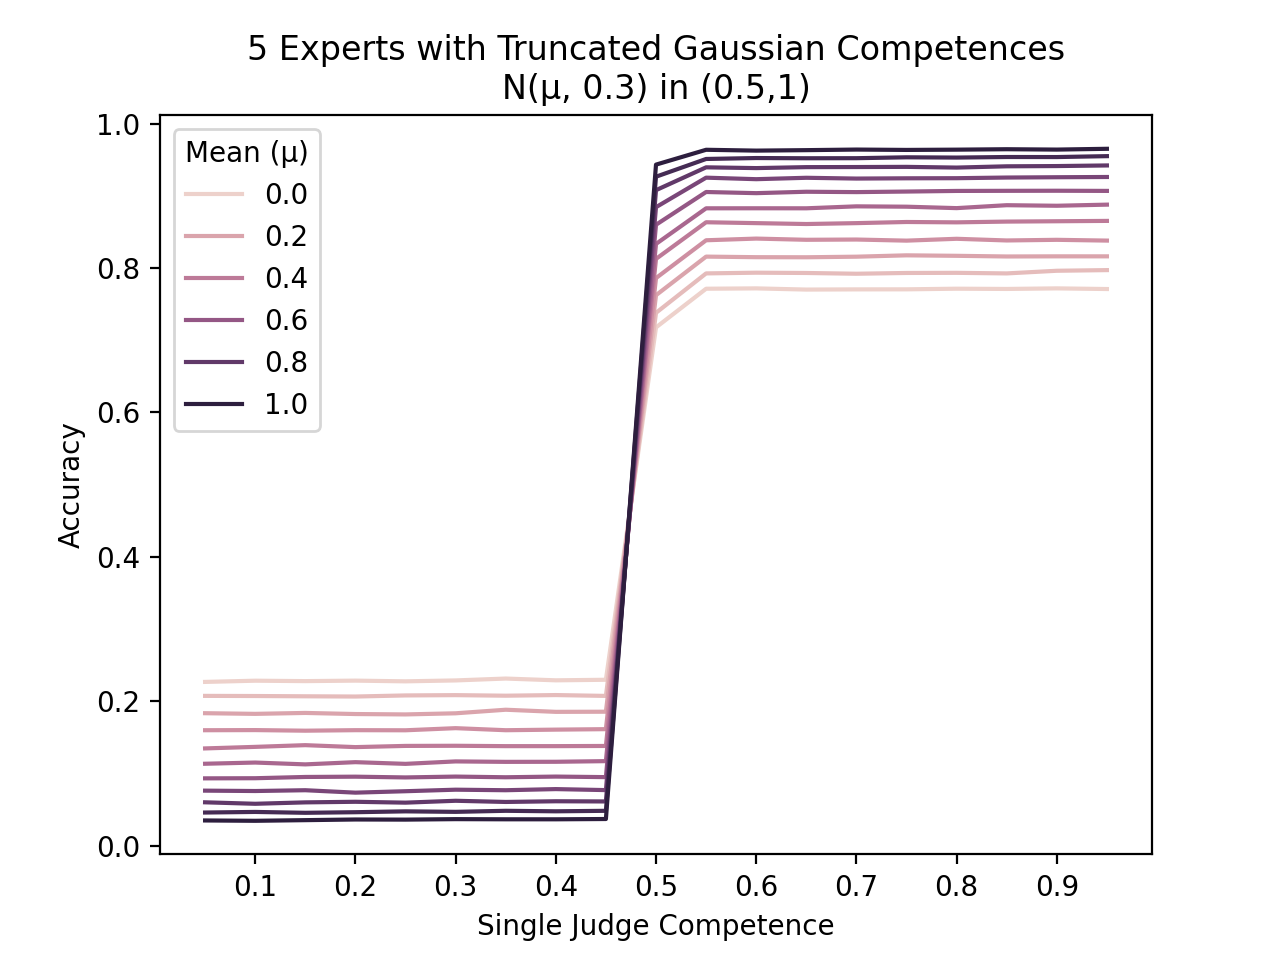 5 Experts with Truncated Gaussian Competences
N(μ, 0.3) in (0.5,1)
1.0
0.8
0.6
0.4
0.2
0.0
Accuracy
Mean (μ)
0.0
0.2
0.4
0.6
0.8
1.0
0.1 0.2 0.3 0.4 0.5 0.6 0.7 0.8 0.9
Single Judge Competence